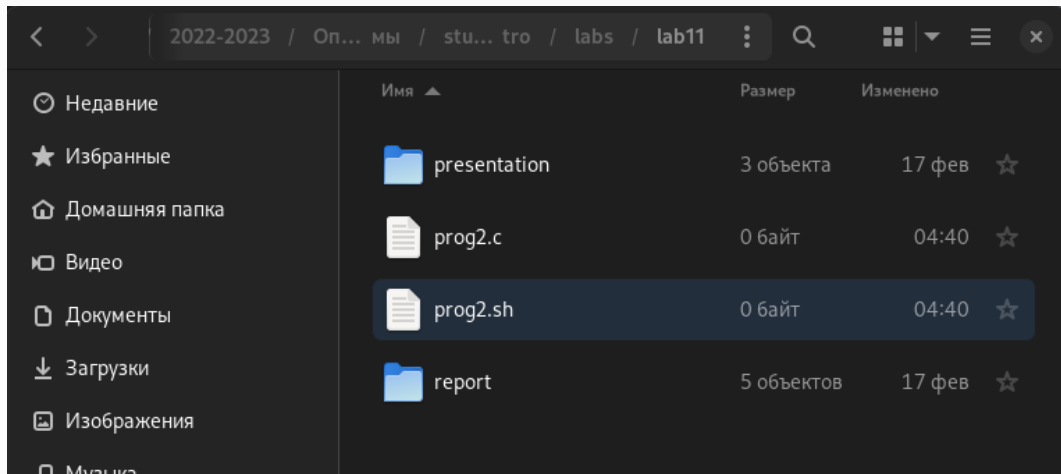 2022-2023 / Оп... мы / stu... tro / labs / lab11
Имя Размер Изменено
Недавние
Избранные
Домашняя папка
Видео
Документы
Загрузки
Изображения
Музыка
presentation 3 объекта 17 фев
prog2.c 0 байт 04:40
prog2.sh 0 байт 04:40
report 5 объектов 17 фев